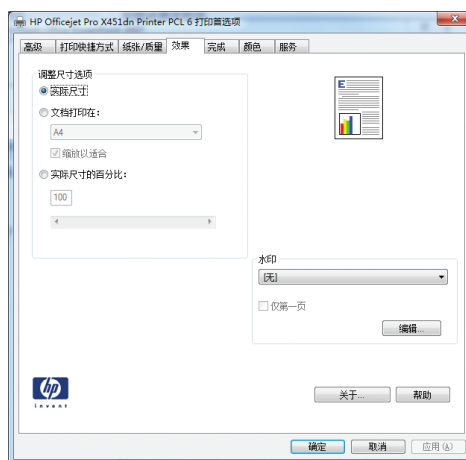 HP Officejet Pro X451dn Printer PCL 6 打印首选项
高级 打印快捷方式 纸张/质量 效果 完成 颜色 服务
调整尺寸选项
实际尺寸
文档打印在：
A4
缩放以适合
实际尺寸的百分比：
100
E
水印
[无]
仅第一页
编辑...
hp
invent
关于... 帮助
确定 取消 应用(A)